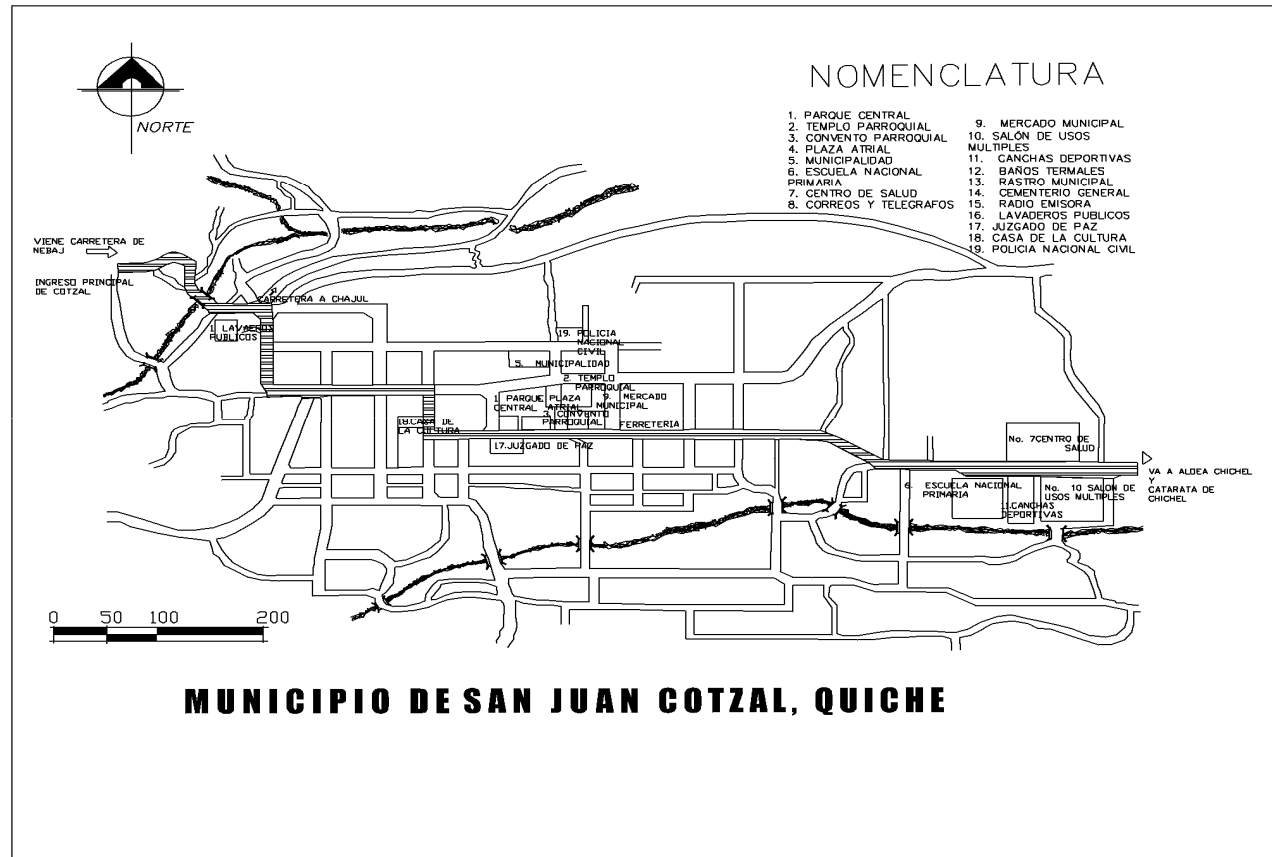 NORTE
NOMENCLATURA
1. PARQUE CENTRAL
2. TEMPLO PARROQUIAL
3. CONVENTO PARROQUIAL
4. PLAZA ATRIAL
5. MUNICIPALIDAD
6. ESCUELA NACIONAL
PRIMARIA
7. CENTRO DE SALUD
8. CORREOS Y TELEGRAFOS
9. MERCADO MUNICIPAL
10. SALÓN DE USOS
MULTIPLES
11. CANCHAS DEPORTIVAS
12. BAÑOS TERMALES
13. RASTRO MUNICIPAL
14. CEMENTERIO GENERAL
15. RADIO EMISORA
16. LAVADEROS PUBLICOS
17. JUZGADO DE PAZ
18. CASA DE LA CULTURA
19. POLICIA NACIONAL CIVIL
VIENE CARRETERA DE
NEBAJ
INGRESO PRINCIPAL
DE COTZAL
CARRETERA A CHAJUL
1 LAVAEROS
PUBLICOS
19. POLICIA
NACIONAL
CIVIL
5. MUNICIPALIDAD
2. TEMPLO
PARROQUIAL
1 PARQUE
CENTRAL
PLAZA
ATRIAL
9. MERCADO
MUNICIPAL
3. CONVENTO
PARROQUIAL
FERRETERIA
18.CASA DE
LA CULTURA
17.JUZGADO DE PAZ
No. 7CENTRO DE
SALUD
VA A ALDEA CHICHEL
Y
CATARATA DE
CHICHEL
6. ESCUELA NACIONAL
PRIMARIA
No. 10 SALON DE
USOS MULTIPLES
11.CANCHAS
DEPORTIVAS
0 50 100 200
MUNICIPIO DE SAN JUAN COTZAL, QUICHE